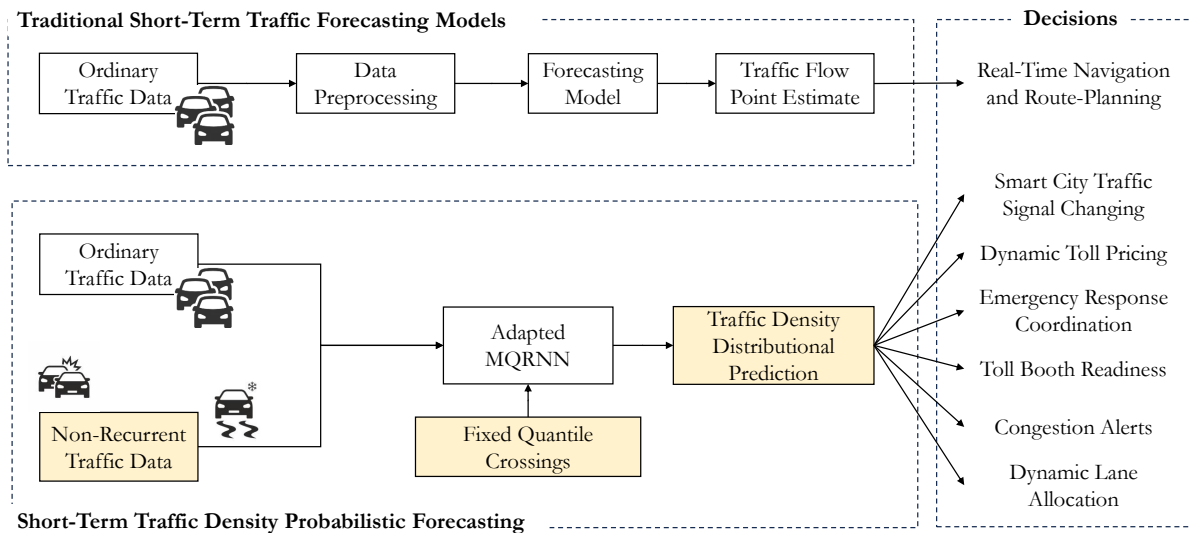 Traditional Short-Term Traffic Forecasting Models
Decisions
Ordinary
Traffic Data
Data
Preprocessing
Forecasting
Model
Traffic Flow
Point Estimate
Real-Time Navigation
and Route-Planning
Ordinary
Traffic Data
Non-Recurrent
Traffic Data
Adapted
MQRNN
Fixed Quantile
Crossings
Traffic Density
Distributional
Prediction
Smart City Traffic
Signal Changing
Dynamic Toll Pricing
Emergency Response
Coordination
Toll Booth Readiness
Congestion Alerts
Dynamic Lane
Allocation
Short-Term Traffic Density Probabilistic Forecasting